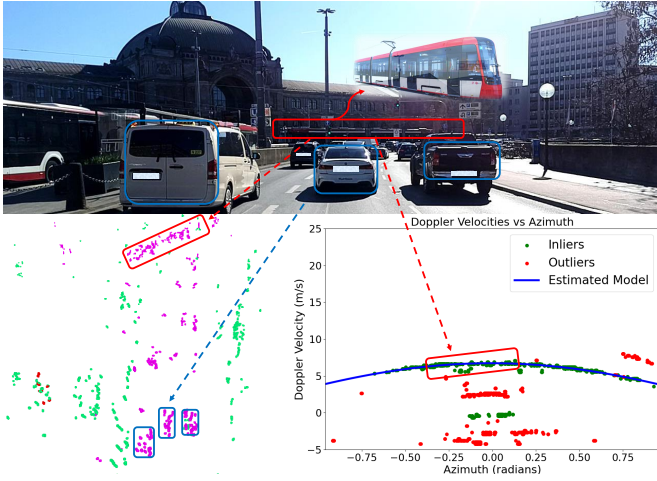 Doppler Velocities vs Azimuth
Inliers
Outliers
Estimated Model
Doppler Velocity (m/s)
25
20
15
10
5
0
−5
−0.75
−0.50
−0.25
0.00
0.25
0.50
0.75
Azimuth (radians)